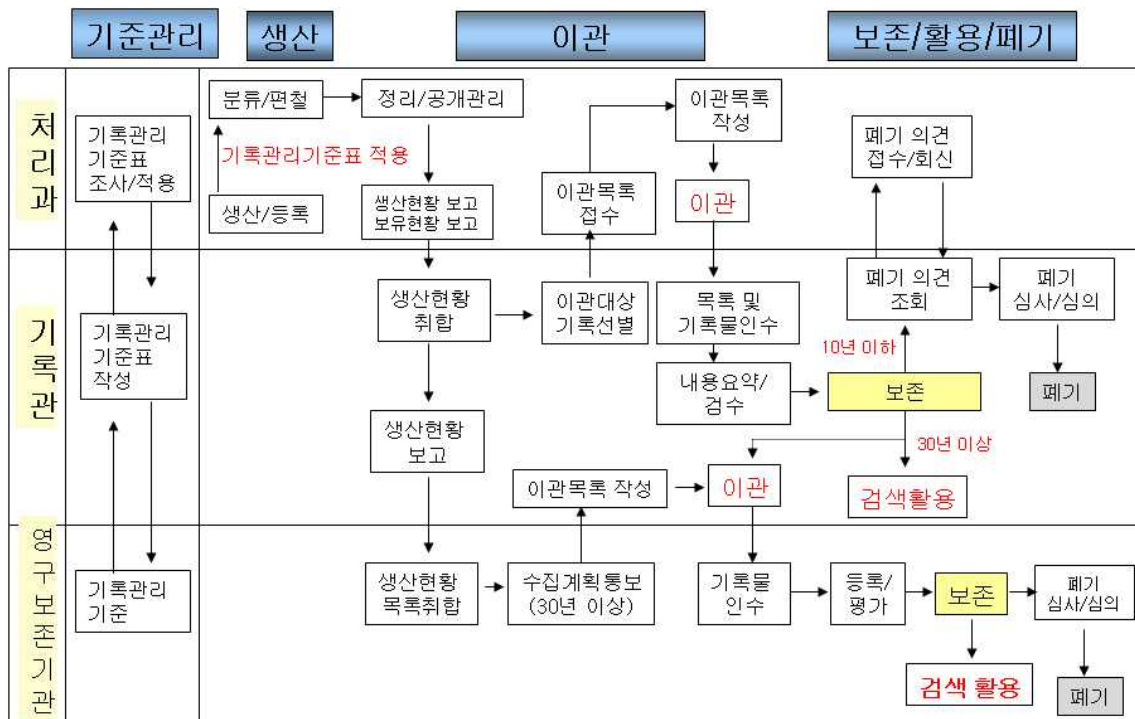 기준관리
생산
이관
보존/활용/폐기
처리과
기록관리
기준표
조사/적용
분류/편철
정리/공개관리
기록관리기준표 적용
생산/등록
생산현황 보고
보유현황 보고
이관목록
접수
이관목록
작성
이관
폐기 의견
접수/회신
기록관
기록관리
기준표
작성
생산현황
취합
이관대상
기록선별
목록 및
기록물인수
폐기 의견
조회
폐기
심사/심의
10년 이하
내용요약/
검수
보존
폐기
생산현황
보고
30년 이상
이관목록 작성
이관
검색활용
영구보존기관
기록관리
기준
생산현황
목록취합
수집계획통보
(30년 이상)
기록물
인수
등록/
평가
보존
폐기
심사/심의
검색 활용
폐기